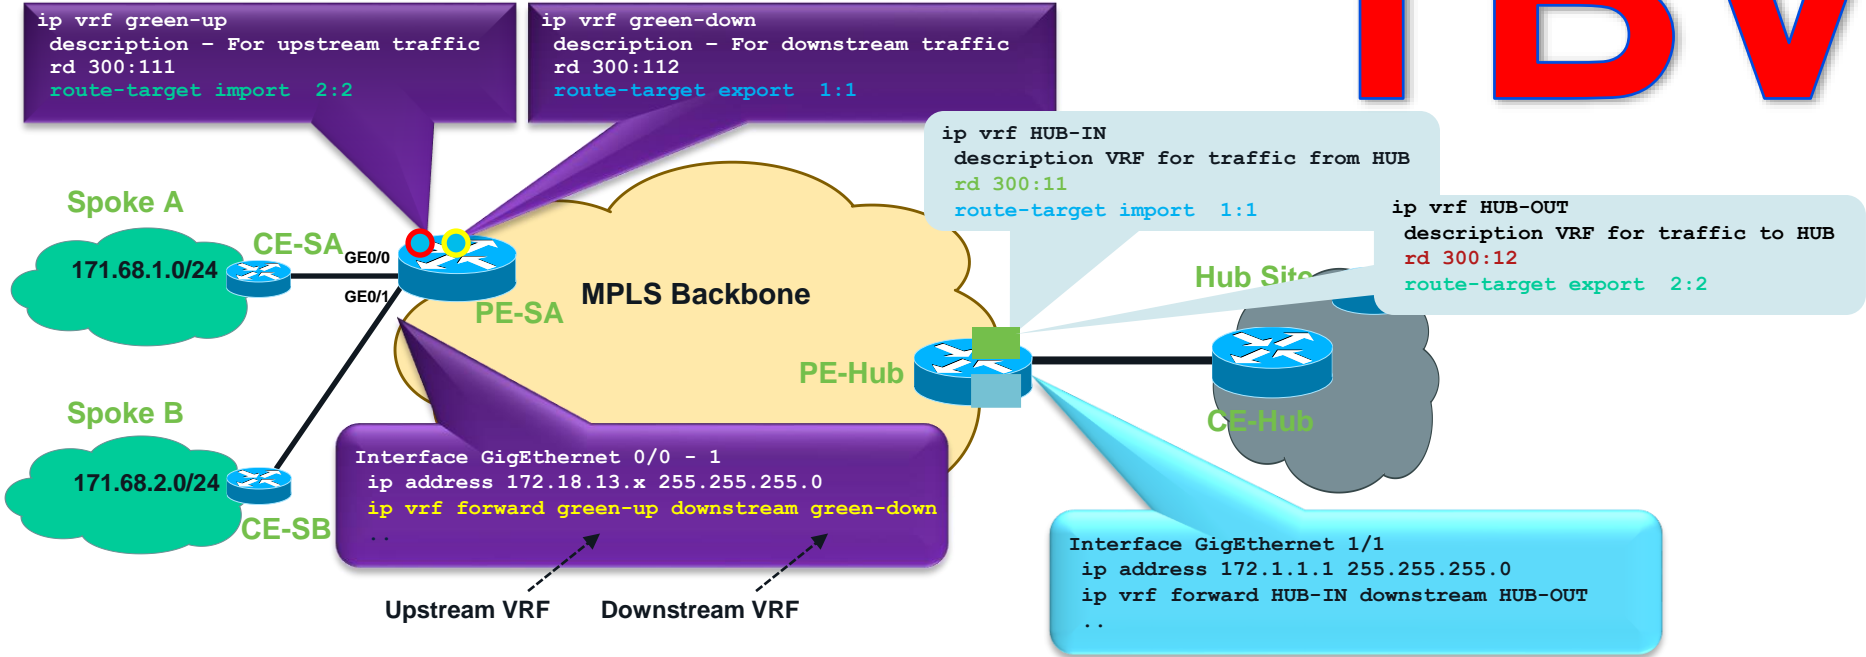 ip vrf green-up
description – For upstream traffic
rd 300:111
route-target import 2:2
ip vrf green-down
description – For downstream traffic
rd 300:112
route-target export 1:1
ip vrf HUB-IN
description VRF for traffic from HUB
rd 300:11
route-target import 1:1
ip vrf HUB-OUT
description VRF for traffic to HUB
rd 300:12
route-target export 2:2
Spoke A
171.68.1.0/24
CE-SA
GE0/0
GE0/1
PE-SA
MPLS Backbone
Hub Site
PE-Hub
CE-Hub
Spoke B
171.68.2.0/24
CE-SB
Interface GigEthernet 0/0 - 1
ip address 172.18.13.x 255.255.255.0
ip vrf forward green-up downstream green-down
..
Upstream VRF
Downstream VRF
Interface GigEthernet 1/1
ip address 172.1.1.1 255.255.255.0
ip vrf forward HUB-IN downstream HUB-OUT
..